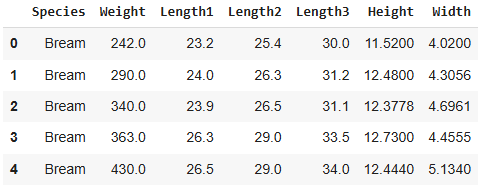 Species Weight Length1 Length2 Length3 Height Width
0 Bream 242.0 23.2 25.4 30.0 11.5200 4.0200
1 Bream 290.0 24.0 26.3 31.2 12.4800 4.3056
2 Bream 340.0 23.9 26.5 31.1 12.3778 4.6961
3 Bream 363.0 26.3 29.0 33.5 12.7300 4.4555
4 Bream 430.0 26.5 29.0 34.0 12.4440 5.1340